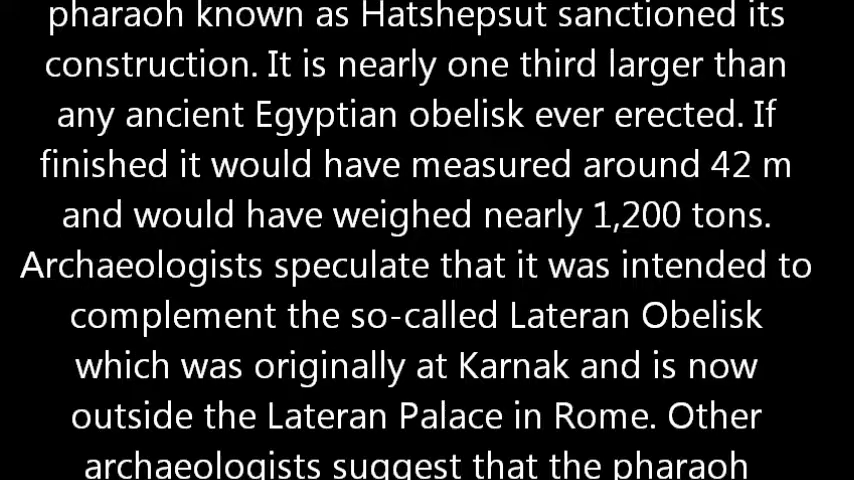 pharaoh known as Hatshepsut sanctioned its
construction. It is nearly one third larger than
any ancient Egyptian obelisk ever erected. If
finished it would have measured around 42 m
and would have weighed nearly 1,200 tons.
Archaeologists speculate that it was intended to
complement the so-called Lateran Obelisk
which was originally at Karnak and is now
outside the Lateran Palace in Rome. Other
archaeologists suggest that the pharaoh